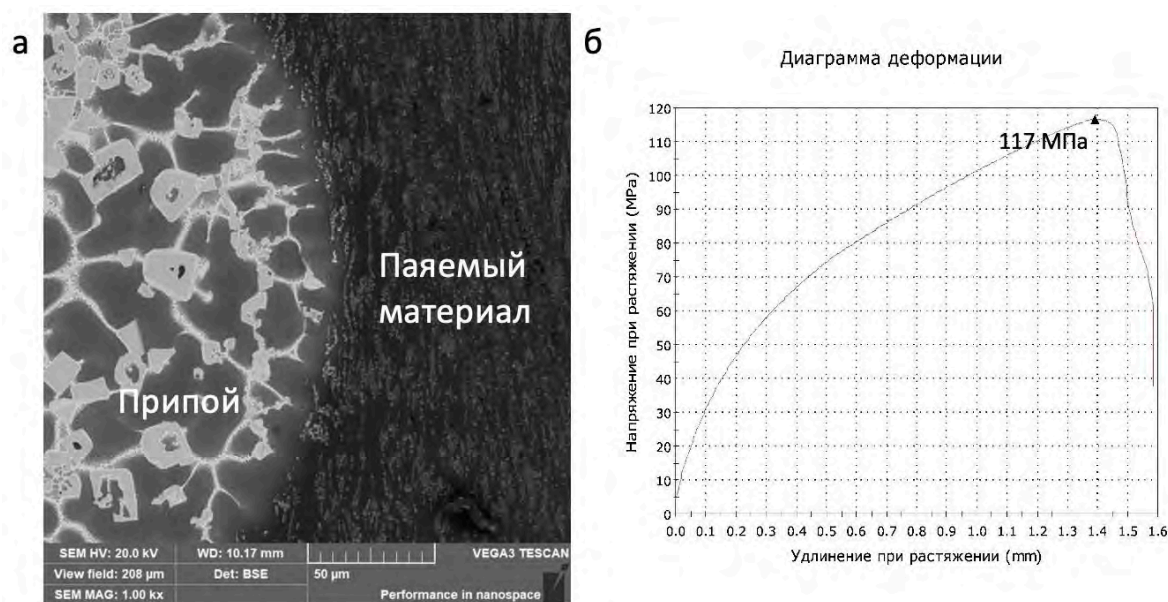 а
Паяемый
материал
Припой
SEM HV: 20.0 kV
WD: 10.17 mm
VEGA3 TESCAN
View field: 208 µm
Det: BSE
50 µm
SEM MAG: 1.00 kx
Performance in nanospace
б
Диаграмма деформации
Напряжение при растяжении (MPa)
120
110
100
90
80
70
60
50
40
30
20
10
0
117 МПа
0.0 0.1 0.2 0.3 0.4 0.5 0.6 0.7 0.8 0.9 1.0 1.1 1.2 1.3 1.4 1.5 1.6
Удлинение при растяжении (mm)